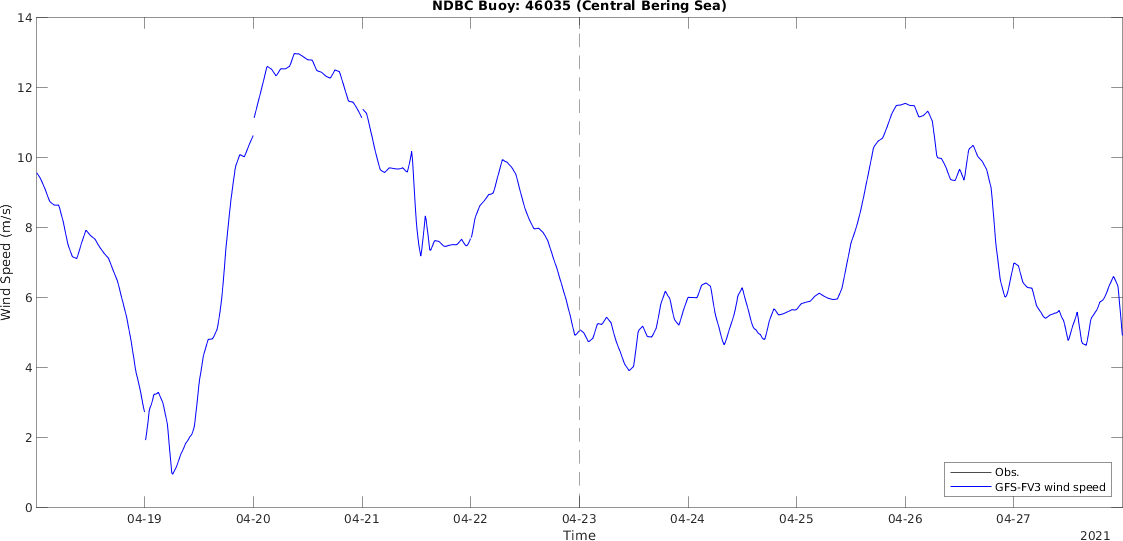 NDBC Buoy: 46035 (Central Bering Sea)
14
12
10
8
6
4
2
0
Wind Speed (m/s)
04-19 04-20 04-21 04-22 04-23 04-24 04-25 04-26 04-27
Time
2021
Obs.
GFS-FV3 wind speed